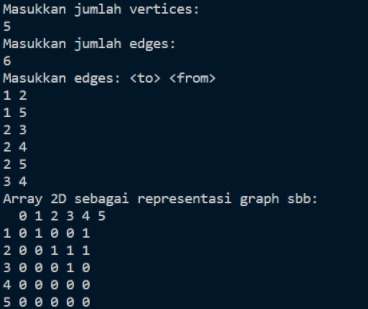 Masukkan jumlah vertices:
5
Masukkan jumlah edges:
6
Masukkan edges: <to> <from>
1 2
1 5
2 3
2 4
2 5
3 4
Array 2D sebagai representasi graph sbb:
  0 1 2 3 4 5
1 0 1 0 0 1
2 0 0 1 1 1
3 0 0 0 1 0
4 0 0 0 0 0
5 0 0 0 0 0